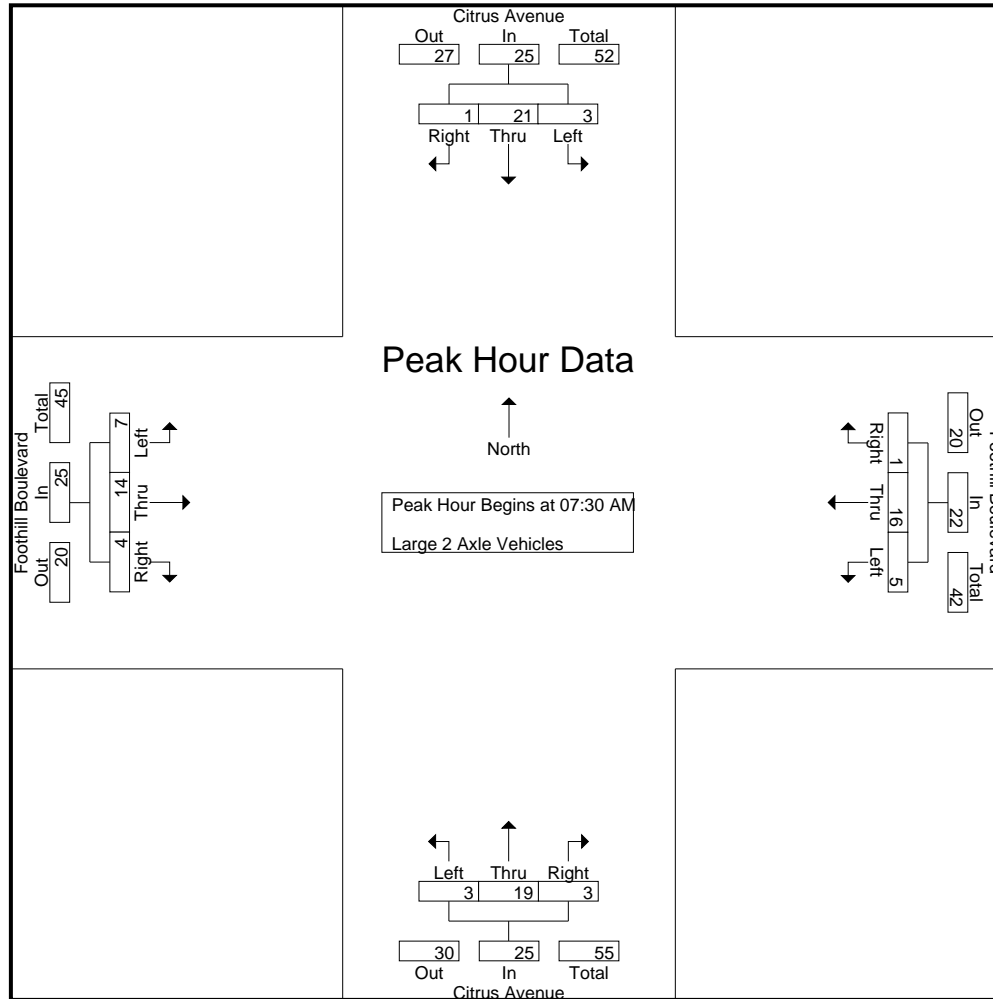 Citrus Avenue
Out In Total
27 25 52
1 21 3
Right Thru Left
Peak Hour Data
North
Peak Hour Begins at 07:30 AM
Large 2 Axle Vehicles
Foothill Boulevard
Total In Out
45 25 20
7 14 4
Left Thru Right
Right Thru Left
1 16 5
20 22 42
Out In Total
Foothill Boulevard
Left Thru Right
3 19 3
30 25 55
Out In Total
Citrus Avenue